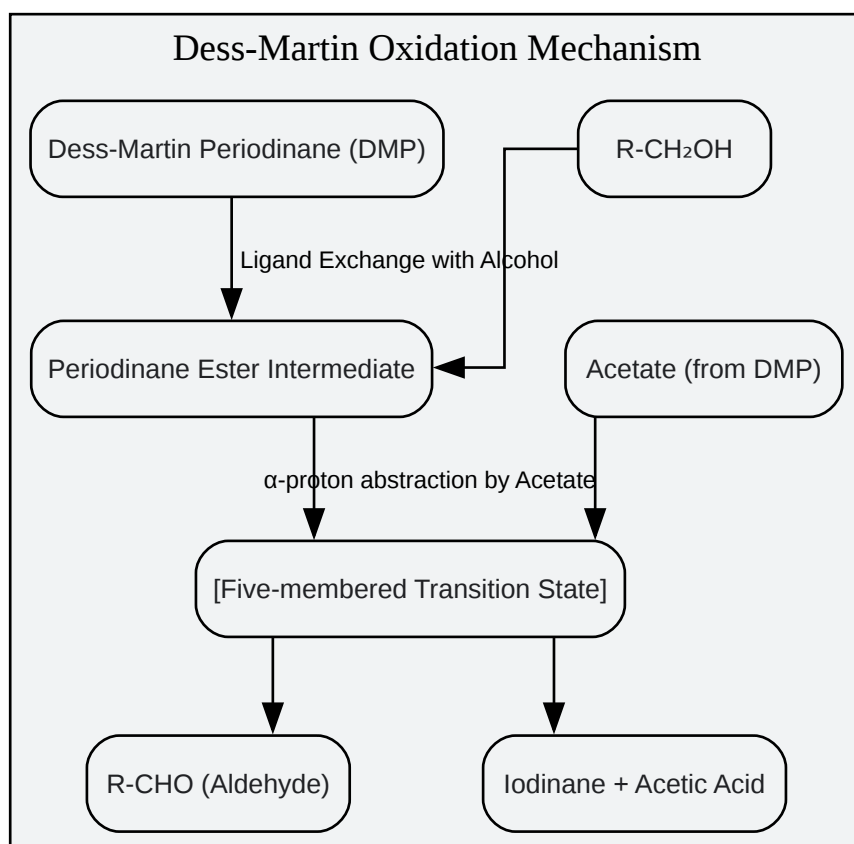 Dess-Martin Oxidation Mechanism
Dess-Martin Periodinane (DMP)
R-CH₂OH
Ligand Exchange with Alcohol
Periodinane Ester Intermediate
Acetate (from DMP)
α-proton abstraction by Acetate
[Five-membered Transition State]
R-CHO (Aldehyde)
Iodinane + Acetic Acid